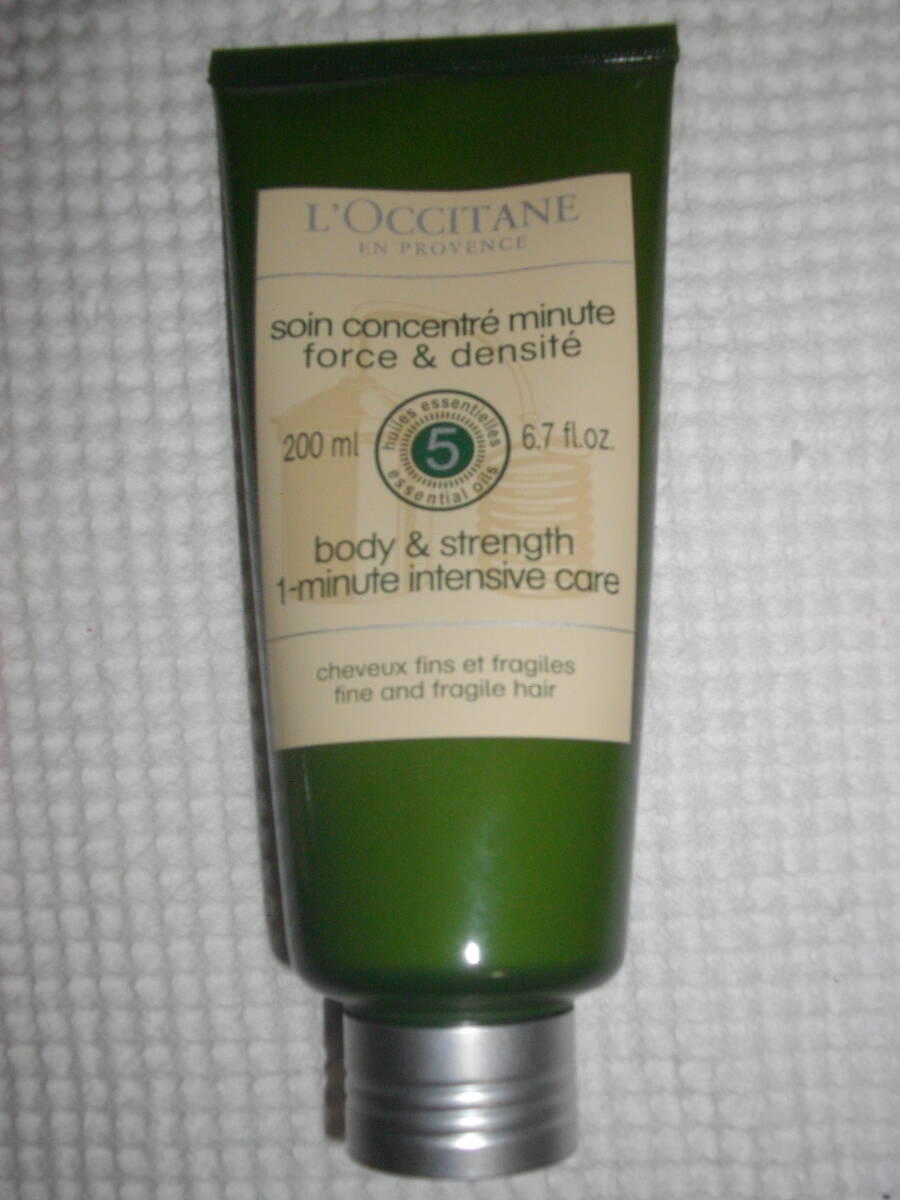 L'OCCITANE
EN PROVENCE
soin concentré minute
force & densité
200 ml
huiles essentielles
5
essential oils
6.7 fl.oz.
body & strength
1-minute intensive care
cheveux fins et fragiles
fine and fragile hair